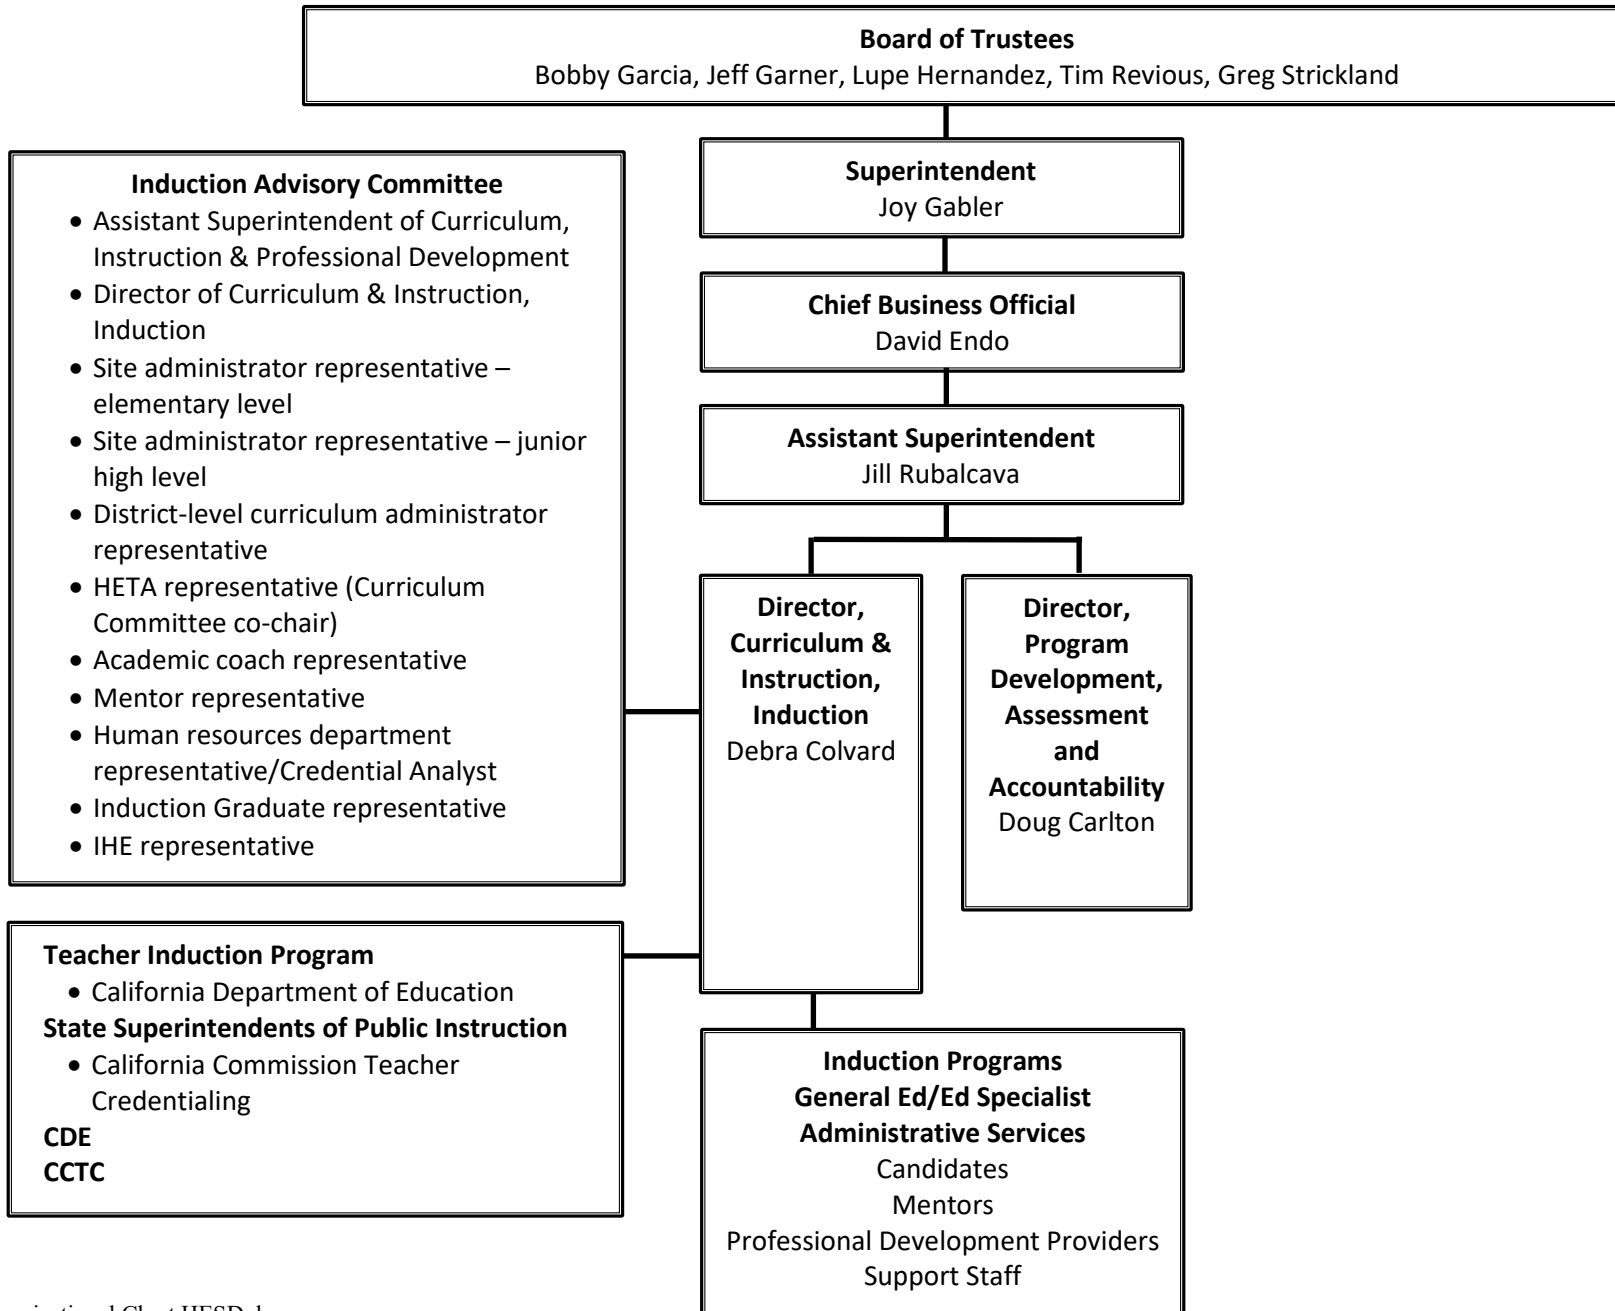 Board of Trustees
Bobby Garcia, Jeff Garner, Lupe Hernandez, Tim Revious, Greg Strickland
Superintendent
Joy Gabler
Chief Business Official
David Endo
Assistant Superintendent
Jill Rubalcava
Induction Advisory Committee
• Assistant Superintendent of Curriculum,
Instruction & Professional Development
• Director of Curriculum & Instruction,
Induction
• Site administrator representative –
elementary level
• Site administrator representative – junior
high level
• District-level curriculum administrator
representative
• HETA representative (Curriculum
Committee co-chair)
• Academic coach representative
• Mentor representative
• Human resources department
representative/Credential Analyst
• Induction Graduate representative
• IHE representative
Director,
Curriculum &
Instruction,
Induction
Debra Colvard
Director,
Program
Development,
Assessment
and
Accountability
Doug Carlton
Teacher Induction Program
• California Department of Education
State Superintendents of Public Instruction
• California Commission Teacher
Credentialing
CDE
CCTC
Induction Programs
General Ed/Ed Specialist
Administrative Services
Candidates
Mentors
Professional Development Providers
Support Staff